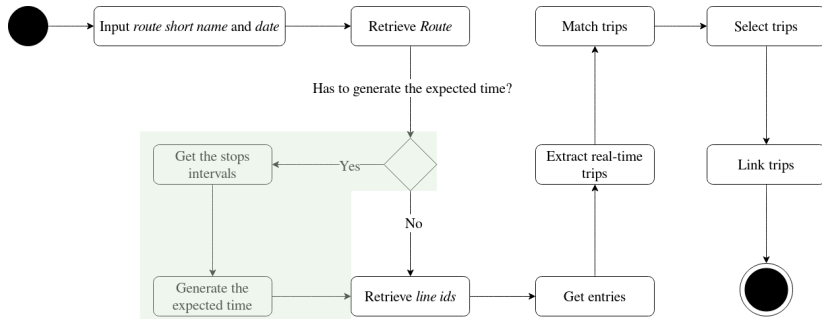 Input route short name and date
Retrieve Route
Has to generate the expected time?
Yes
Get the stops
intervals
Generate the
expected time
No
Retrieve line ids
Get entries
Extract real-time
trips
Match trips
Select trips
Link trips